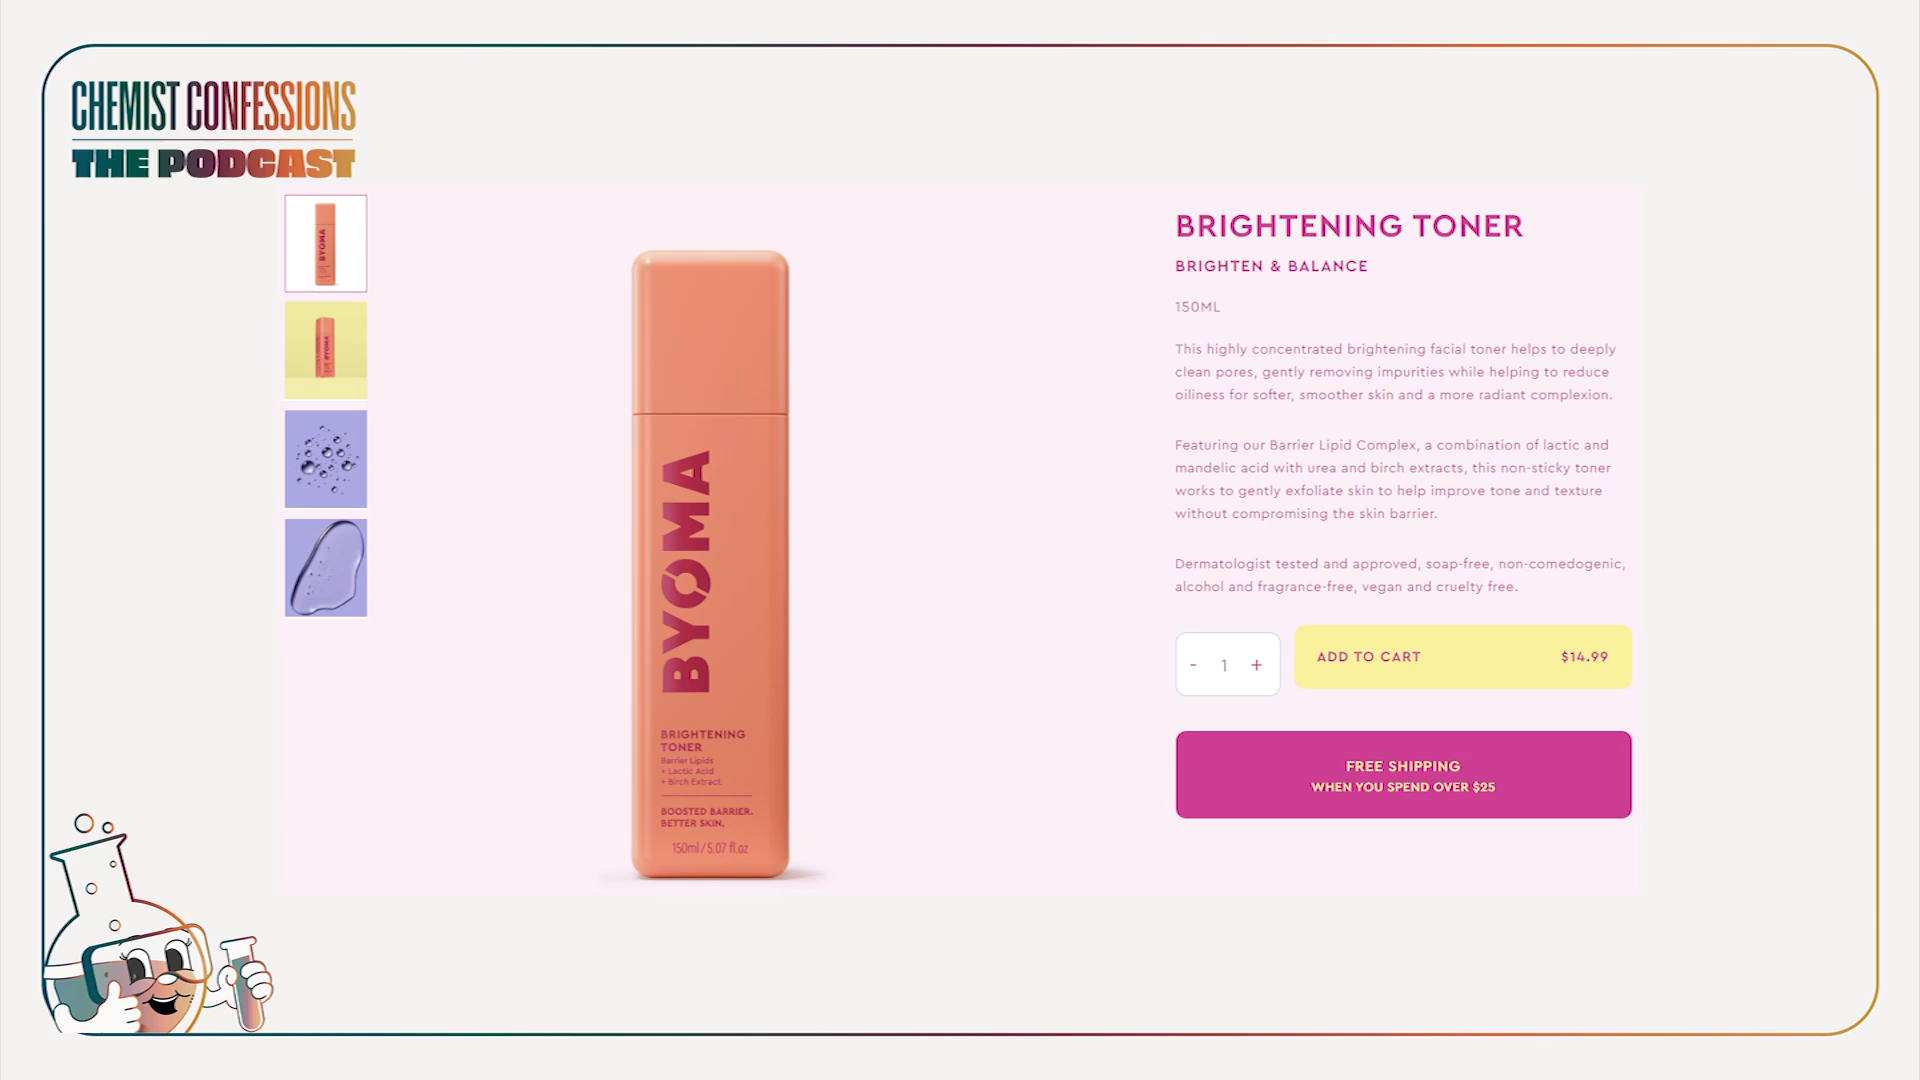 CHEMIST CONFESSIONS
THE PODCAST
BYOMA
BRIGHTENING
TONER
Barrier Lipids
+ Lactic Acid
+ Birch Extract
BOOSTED BARRIER.
BETTER SKIN.
150ml / 5.07 fl.oz
BRIGHTENING TONER
BRIGHTEN & BALANCE
150ML
This highly concentrated brightening facial toner helps to deeply
clean pores, gently removing impurities while helping to reduce
oiliness for softer, smoother skin and a more radiant complexion.
Featuring our Barrier Lipid Complex, a combination of lactic and
mandelic acid with urea and birch extracts, this non-sticky toner
works to gently exfoliate skin to help improve tone and texture
without compromising the skin barrier.
Dermatologist tested and approved, soap-free, non-comedogenic,
alcohol and fragrance-free, vegan and cruelty free.
- 1 +
ADD TO CART $14.99
FREE SHIPPING
WHEN YOU SPEND OVER $25
BYOMA
BYOMA